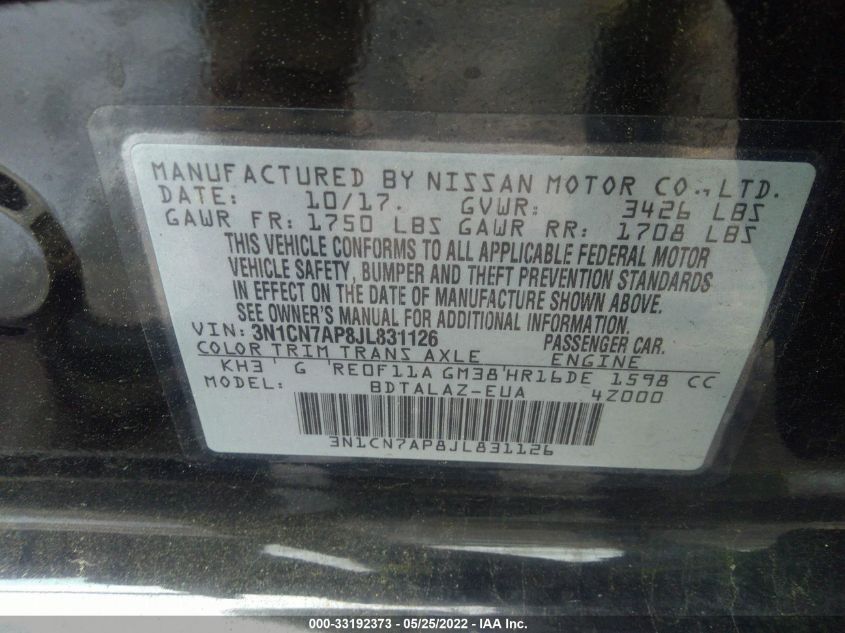 MANUFACTURED BY NISSAN MOTOR CO., LTD.
DATE: 10/17. GVWR: 3426 LBS
GAWR FR: 1750 LBS GAWR RR: 1708 LBS
THIS VEHICLE CONFORMS TO ALL APPLICABLE FEDERAL MOTOR
VEHICLE SAFETY, BUMPER AND THEFT PREVENTION STANDARDS
IN EFFECT ON THE DATE OF MANUFACTURE SHOWN ABOVE.
SEE OWNER'S MANUAL FOR ADDITIONAL INFORMATION.
VIN: 3N1CN7AP8JL831126 PASSENGER CAR.
COLOR TRIM TRANS AXLE ENGINE
KH3 G RE0F11A GM38 HR16DE 1598 CC
MODEL: BDTALAZ-EUA 4Z000
3N1CN7AP8JL831126
000-33192373 - 05/25/2022 - Copyright © IAA, Inc.